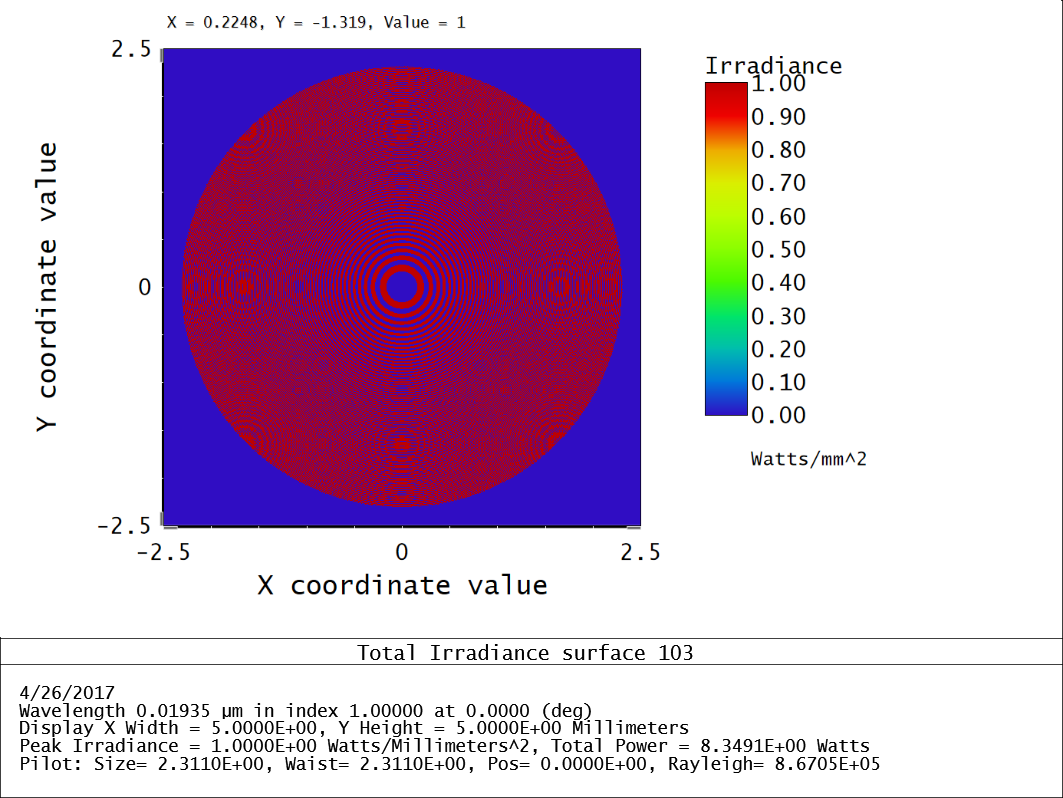 X = 0.2248, Y = -1.319, Value = 1
2.5
0
-2.5
Y coordinate value
-2.5 0 2.5
X coordinate value
Irradiance
1.00
0.90
0.80
0.70
0.60
0.50
0.40
0.30
0.20
0.10
0.00
Watts/mm^2
Total Irradiance surface 103
4/26/2017
Wavelength 0.01935 µm in index 1.00000 at 0.0000 (deg)
Display X Width = 5.0000E+00, Y Height = 5.0000E+00 Millimeters
Peak Irradiance = 1.0000E+00 Watts/Millimeters^2, Total Power = 8.3491E+00 Watts
Pilot: Size= 2.3110E+00, Waist= 2.3110E+00, Pos= 0.0000E+00, Rayleigh= 8.6705E+05